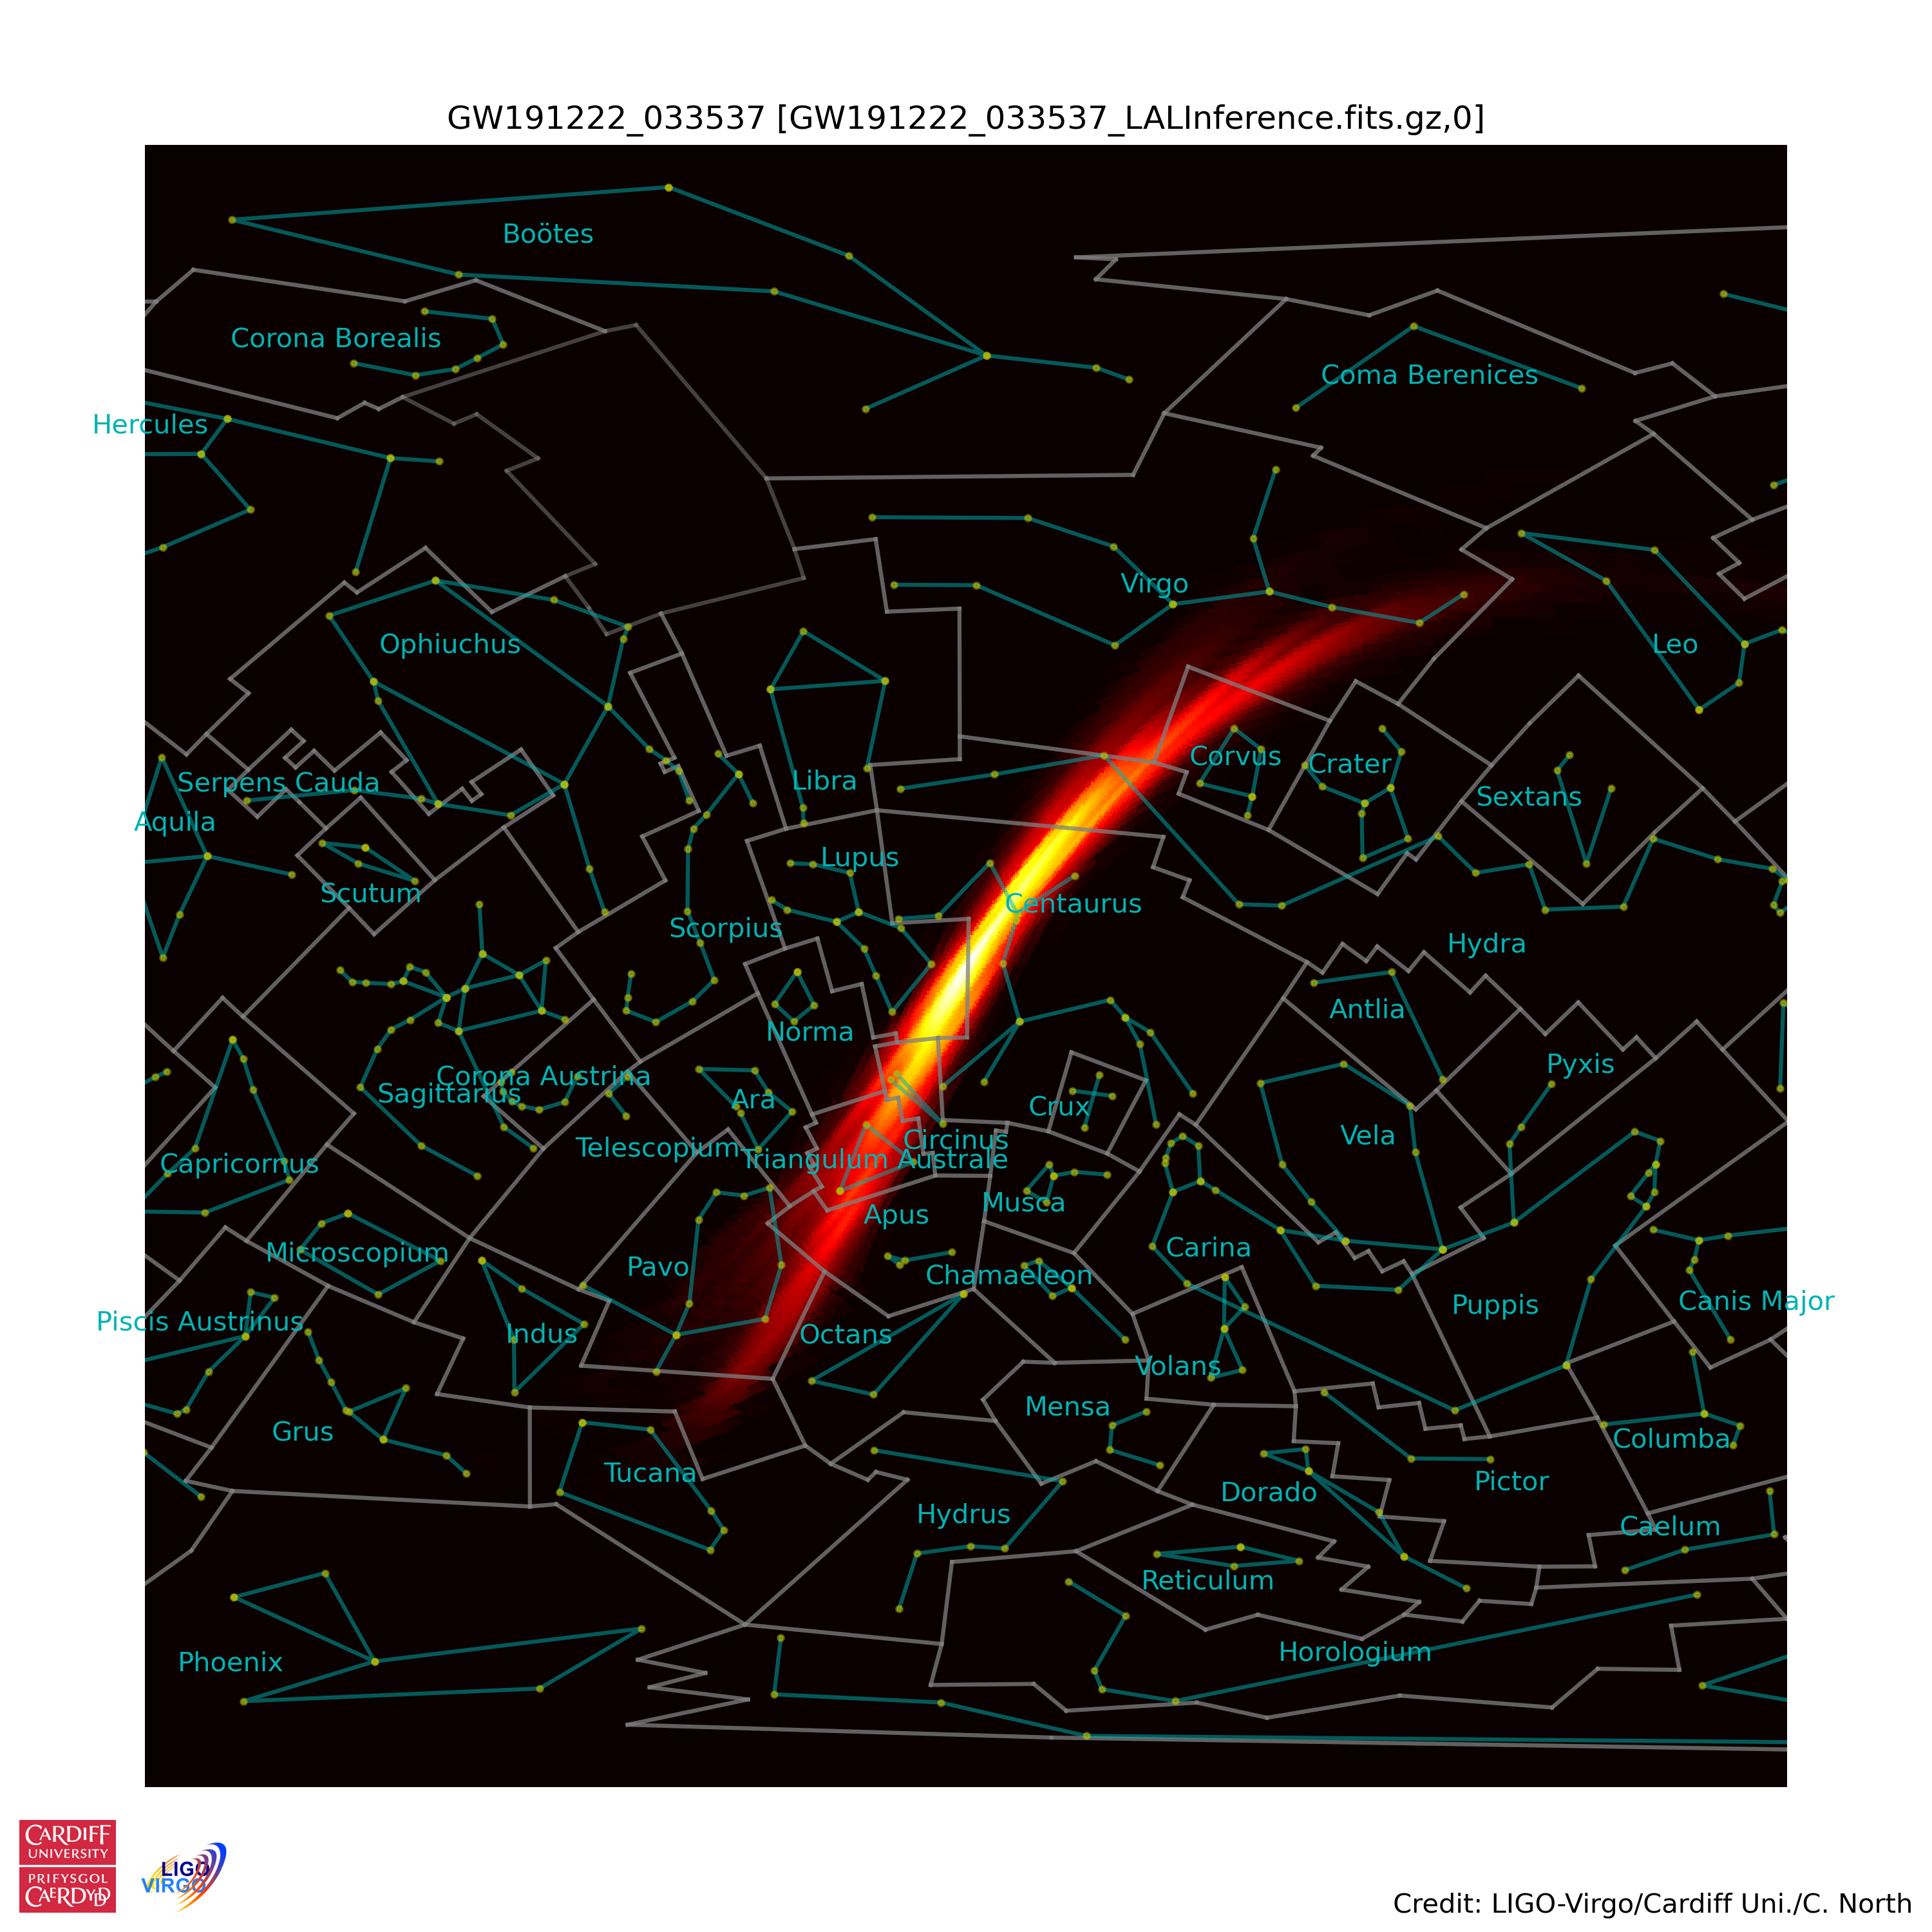 GW191222_033537 [GW191222_033537_LALInference.fits.gz,0]
Boötes
Corona Borealis
Coma Berenices
Hercules
Virgo
Ophiuchus
Leo
Serpens Cauda
Libra
Corvus
Crater
Sextans
Aquila
Lupus
Scutum
Centaurus
Scorpius
Hydra
Antlia
Norma
Pyxis
Corona Austrina
Sagittarius
Ara
Crux
Vela
Circinus
Telescopium
Triangulum Australe
Capricornus
Musca
Apus
Microscopium
Pavo
Carina
Chamaeleon
Puppis
Canis Major
Piscis Austrinus
Indus
Octans
Volans
Mensa
Grus
Columba
Tucana
Dorado
Pictor
Hydrus
Caelum
Reticulum
Phoenix
Horologium
CARDIFF
UNIVERSITY
PRIFYSGOL
CAERDYDD
LIGO
VIRGO
Credit: LIGO-Virgo/Cardiff Uni./C. North